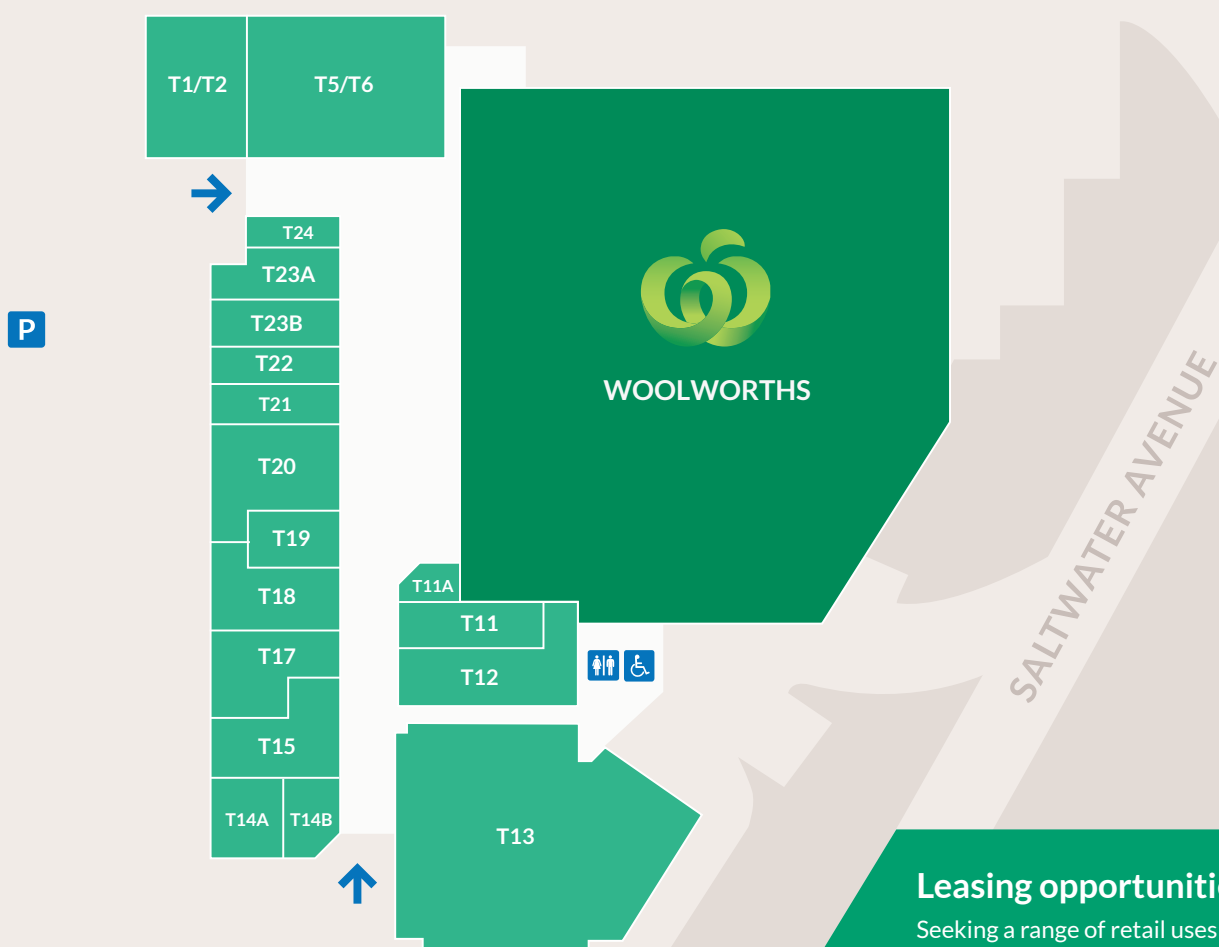 T1/T2
T5/T6
T24
T23A
T23B
P
T22
WOOLWORTHS
T21
T20
T19
T11A
T18
T11
T17
T12
SALTWATER AVENUE
T15
T14A
T14B
T13
Leasing
Seeking a range of retail uses